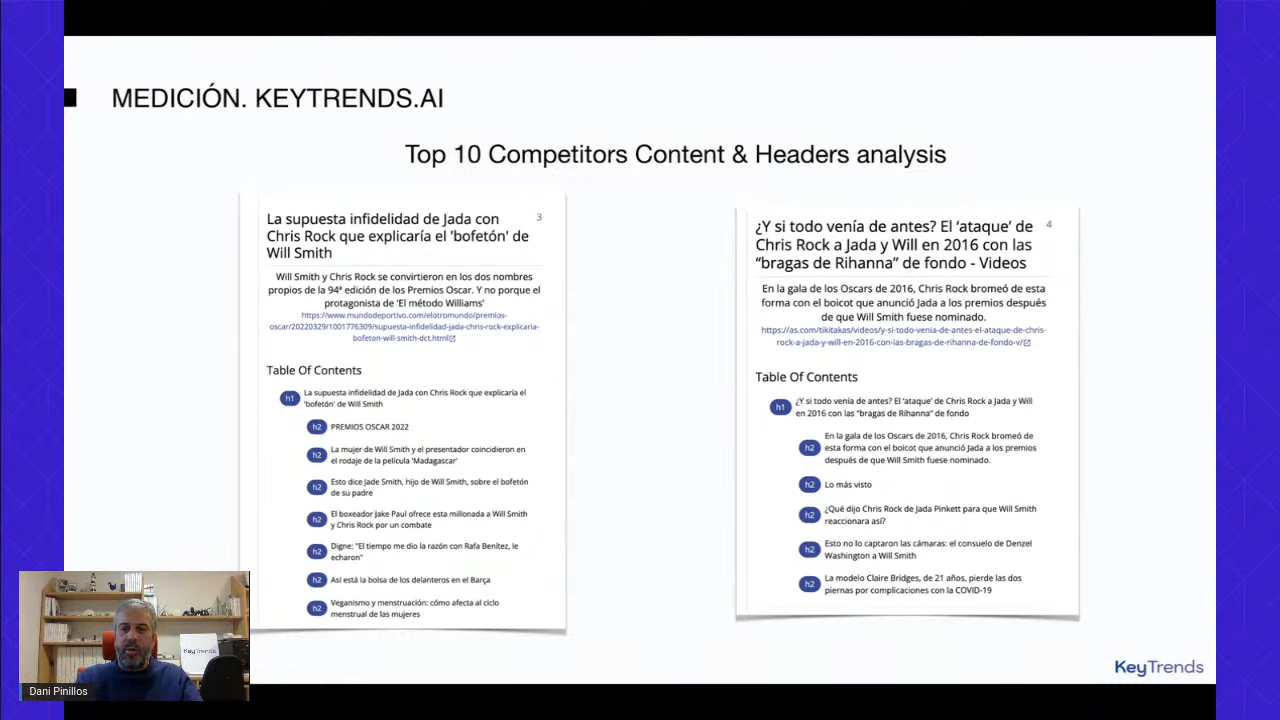 MEDICIÓN. KEYTRENDS.AI
Top 10 Competitors Content & Headers analysis
La supuesta infidelidad de Jada con
Chris Rock que explicaría el 'bofetón' de
Will Smith
3
Will Smith y Chris Rock se convirtieron en los dos nombres
propios de la 94ª edición de los Premios Oscar. Y no porque el
protagonista de 'El método Williams'
https://www.mundodeportivo.com/elotromundo/premios-
oscar/20220329/1001776309/supuesta-infidelidad-jada-chris-rock-explicaria-
bofeton-will-smith-dct.html
Table Of Contents
h1 La supuesta infidelidad de Jada con Chris Rock que explicaría el
'bofetón' de Will Smith
h2 PREMIOS OSCAR 2022
h2 La mujer de Will Smith y el presentador coincidieron en
el rodaje de la película 'Madagascar'
h2 Esto dice Jade Smith, hijo de Will Smith, sobre el bofetón
de su padre
h2 El boxeador Jake Paul ofrece esta millonada a Will Smith
y Chris Rock por un combate
h2 Digne: "El tiempo me dio la razón con Rafa Benítez, le
echaron"
h2 Así está la bolsa de los delanteros en el Barça
h2 Veganismo y menstruación: cómo afecta al ciclo
menstrual de las mujeres
¿Y si todo venía de antes? El ‘ataque’ de
Chris Rock a Jada y Will en 2016 con las
“bragas de Rihanna” de fondo - Videos
4
En la gala de los Oscars de 2016, Chris Rock bromeó de esta
forma con el boicot que anunció Jada a los premios después
de que Will Smith fuese nominado.
https://as.com/tikitakas/videos/y-si-todo-venia-de-antes-el-ataque-de-chris-
rock-a-jada-y-will-en-2016-con-las-bragas-de-rihanna-de-fondo-v/
Table Of Contents
h1 ¿Y si todo venía de antes? El ‘ataque’ de Chris Rock a Jada y Will
en 2016 con las “bragas de Rihanna” de fondo
h2 En la gala de los Oscars de 2016, Chris Rock bromeó de
esta forma con el boicot que anunció Jada a los premios
después de que Will Smith fuese nominado.
h2 Lo más visto
h2 ¿Qué dijo Chris Rock de Jada Pinkett para que Will Smith
reaccionara así?
h2 Esto no lo captaron las cámaras: el consuelo de Denzel
Washington a Will Smith
h2 La modelo Claire Bridges, de 21 años, pierde las dos
piernas por complicaciones con la COVID-19
KeyTrends
Dani Pinillos
KeyTrends